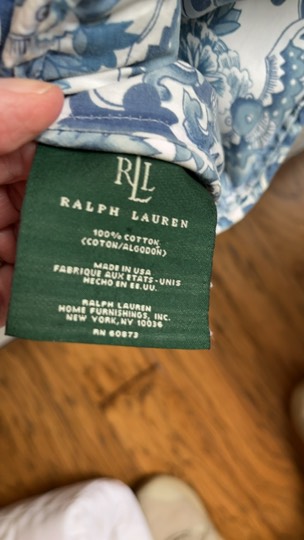 RLL
RALPH LAUREN
100% COTTON
(COTON/ALGODON)
MADE IN USA
FABRIQUE AUX ETATS-UNIS
HECHO EN EE.UU.
RALPH LAUREN
HOME FURNISHINGS, INC.
NEW YORK, NY 10036
RN 60873